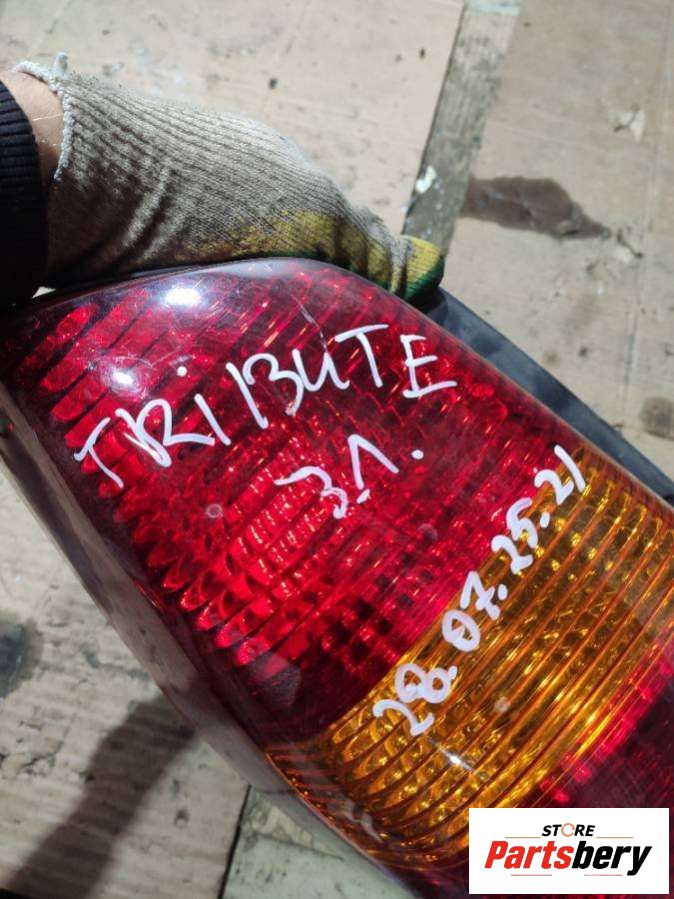 TRIBUTE
З Л.
28.07.25.21
STORE
Partsbery